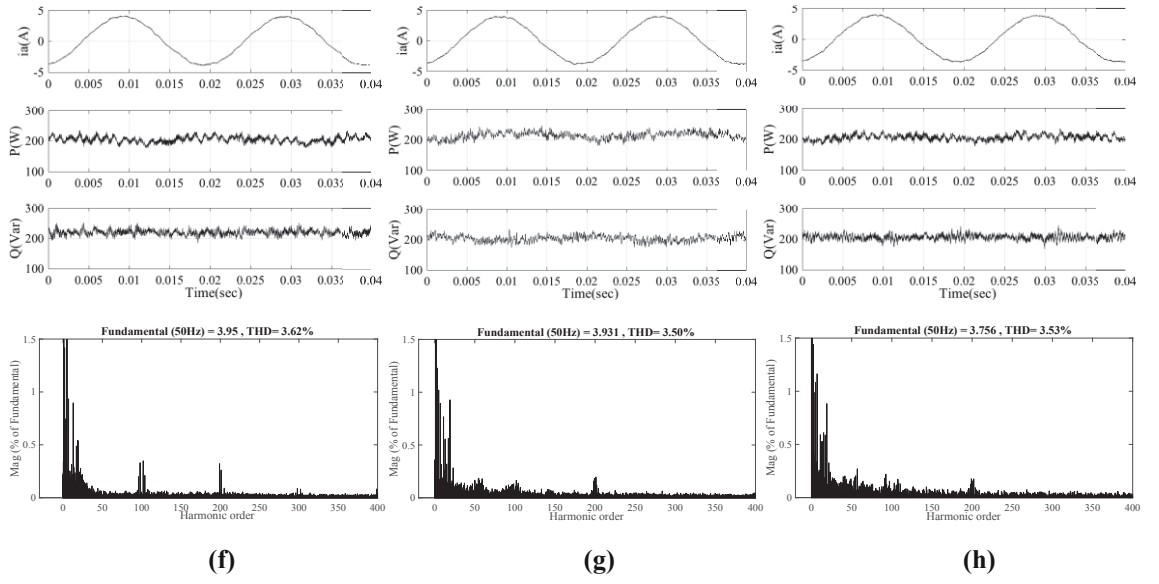 5
0
-5
ia(A)
0 0.005 0.01 0.015 0.02 0.025 0.03 0.035 0.04
300
200
100
P(W)
0 0.005 0.01 0.015 0.02 0.025 0.03 0.035 0.04
300
200
100
Q(Var)
0 0.005 0.01 0.015 0.02 0.025 0.03 0.035 0.04
Time(sec)
Fundamental (50Hz) = 3.95 , THD= 3.62%
1.5
1
0.5
0
Mag (% of Fundamental)
0 50 100 150 200 250 300 350 400
Harmonic order
(f)
5
0
-5
ia(A)
0 0.005 0.01 0.015 0.02 0.025 0.03 0.035 0.04
300
200
100
P(W)
0 0.005 0.01 0.015 0.02 0.025 0.03 0.035 0.04
300
200
100
Q(Var)
0 0.005 0.01 0.015 0.02 0.025 0.03 0.035 0.04
Time(sec)
Fundamental (50Hz) = 3.931 , THD= 3.50%
1.5
1
0.5
0
Mag (% of Fundamental)
0 50 100 150 200 250 300 350 400
Harmonic order
(g)
5
0
-5
ia(A)
0 0.005 0.01 0.015 0.02 0.025 0.03 0.035 0.04
300
200
100
P(W)
0 0.005 0.01 0.015 0.02 0.025 0.03 0.035 0.04
300
200
100
Q(Var)
0 0.005 0.01 0.015 0.02 0.025 0.03 0.035 0.04
Time(sec)
Fundamental (50Hz) = 3.756 , THD= 3.53%
1.5
1
0.5
0
Mag (% of Fundamental)
0 50 100 150 200 250 300 350 400
Harmonic order
(h)